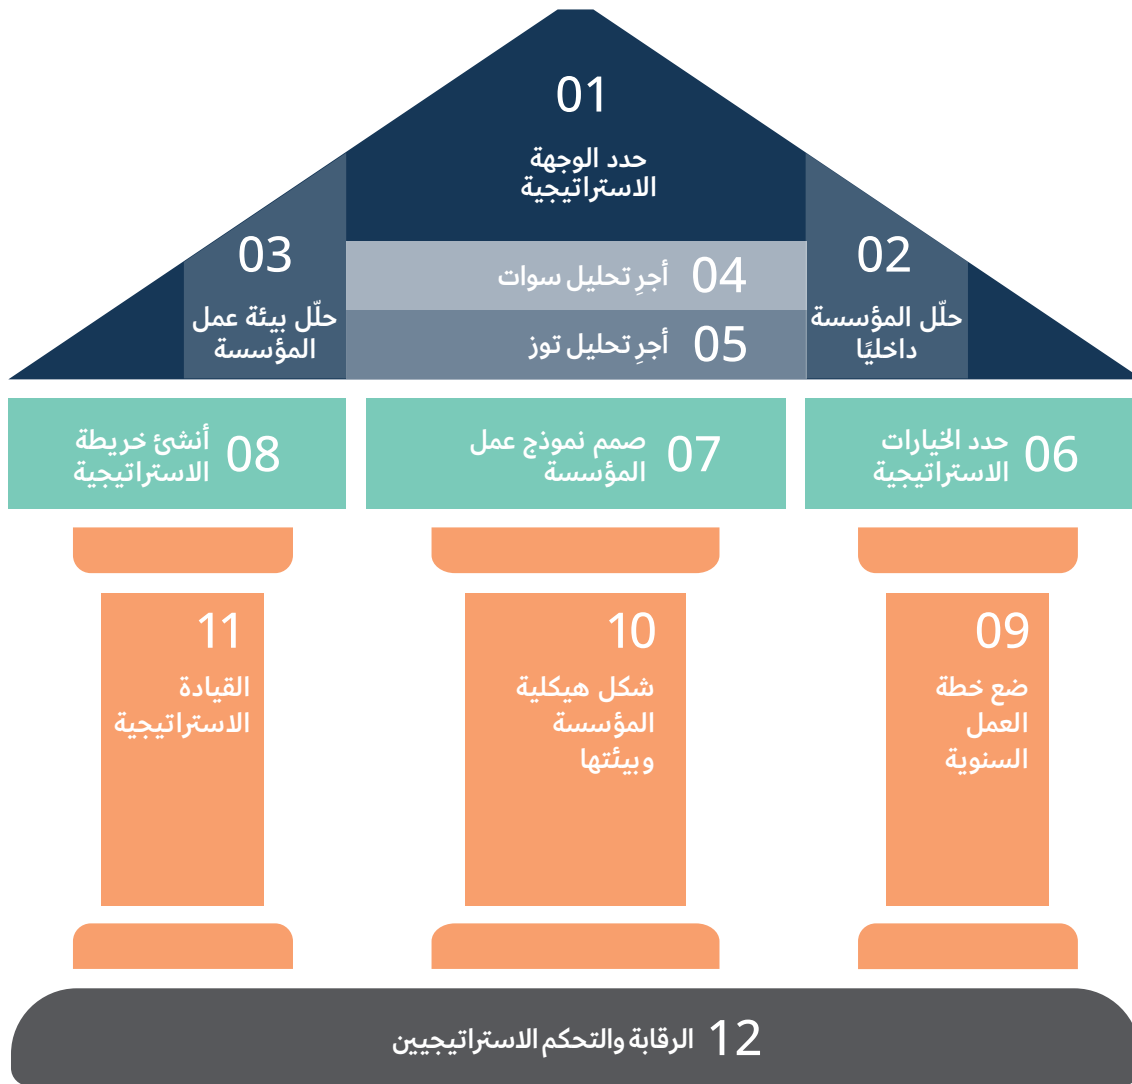 01
حدد الوجهة
الاستراتيجية
02
حلّل المؤسسة
داخليًا
03
حلّل بيئة عمل
المؤسسة
04 أجرِ تحليل سوات
05 أجرِ تحليل توز
06 حدد الخيارات
الاستراتيجية
07 صمم نموذج عمل
المؤسسة
08 أنشئ خريطة
الاستراتيجية
09
ضع خطة
العمل
السنوية
10
شكل هيكلية
المؤسسة
وبيئتها
11
القيادة
الاستراتيجية
12 الرقابة والتحكم الاستراتيجيين